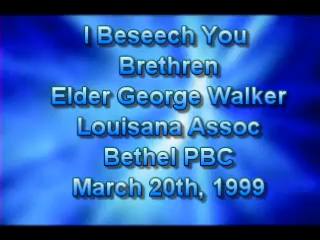 I Beseech You
Brethren
Elder George Walker
Louisana Assoc
Bethel PBC
March 20th, 1999